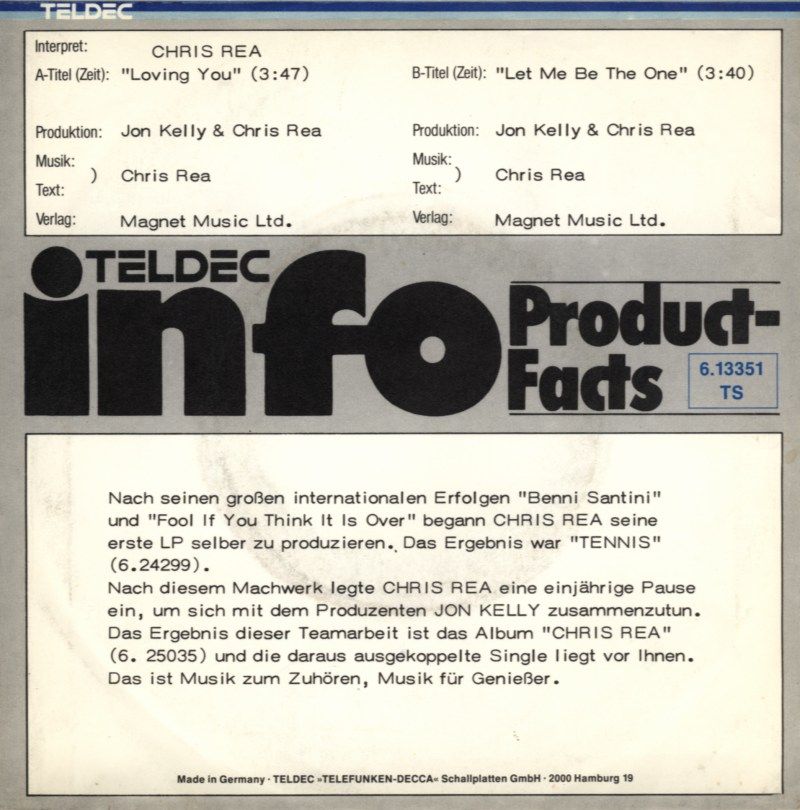 TELDEC
Interpret: CHRIS REA
A-Titel (Zeit): "Loving You" (3:47) B-Titel (Zeit): "Let Me Be The One" (3:40)
Produktion: Jon Kelly & Chris Rea Produktion: Jon Kelly & Chris Rea
Musik: Musik:
) Chris Rea ) Chris Rea
Text: Text:
Verlag: Magnet Music Ltd. Verlag: Magnet Music Ltd.
TELDEC
info
Product-
Facts
6.13351
TS
Nach seinen großen internationalen Erfolgen "Benni Santini"
und "Fool If You Think It Is Over" begann CHRIS REA seine
erste LP selber zu produzieren. Das Ergebnis war "TENNIS"
(6.24299).
Nach diesem Machwerk legte CHRIS REA eine einjährige Pause
ein, um sich mit dem Produzenten JON KELLY zusammenzutun.
Das Ergebnis dieser Teamarbeit ist das Album "CHRIS REA"
(6. 25035) und die daraus ausgekoppelte Single liegt vor Ihnen.
Das ist Musik zum Zuhören, Musik für Genießer.
Made in Germany · TELDEC »TELEFUNKEN-DECCA« Schallplatten GmbH · 2000 Hamburg 19